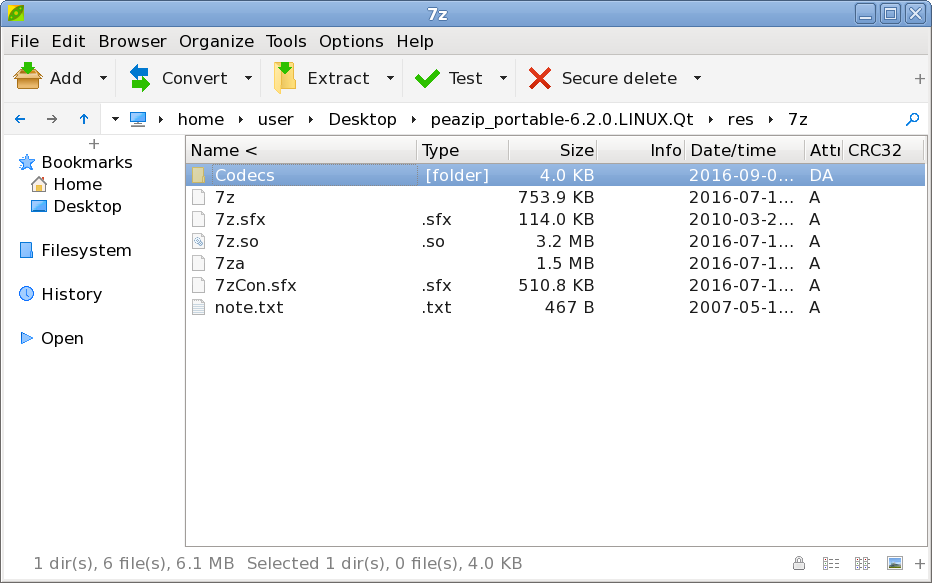 7z
File Edit Browser Organize Tools Options Help
Add Convert Extract Test Secure delete +
home user Desktop peazip_portable-6.2.0.LINUX.Qt res 7z
+
Bookmarks
Home
Desktop
Filesystem
History
Open
Name < Type Size Info Date/time Attr CRC32
Codecs [folder] 4.0 KB 2016-09-0... DA
7z 753.9 KB 2016-07-1... A
7z.sfx .sfx 114.0 KB 2010-03-2... A
7z.so .so 3.2 MB 2016-07-1... A
7za 1.5 MB 2016-07-1... A
7zCon.sfx .sfx 510.8 KB 2016-07-1... A
note.txt .txt 467 B 2007-05-1... A
1 dir(s), 6 file(s), 6.1 MB Selected 1 dir(s), 0 file(s), 4.0 KB +